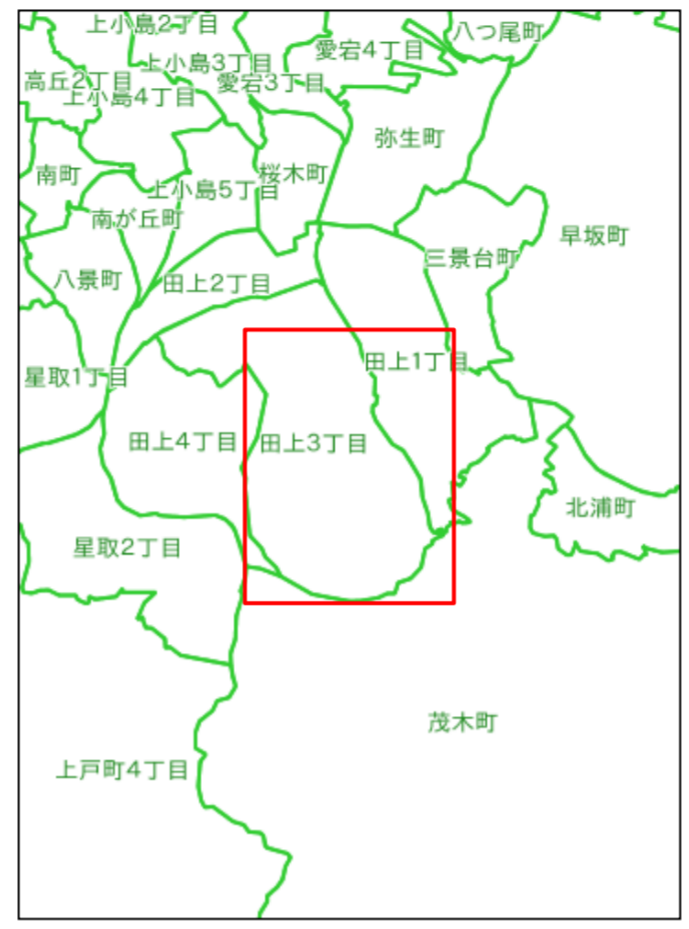 上小島2丁目
八つ尾町
愛宕4丁目
上小島3丁目
高丘2丁目
愛宕3丁目
上小島4丁目
弥生町
南町
桜木町
上小島5丁目
南が丘町
早坂町
三景台町
八景町
田上2丁目
田上1丁目
星取1丁目
田上4丁目
田上3丁目
北浦町
星取2丁目
茂木町
上戸町4丁目